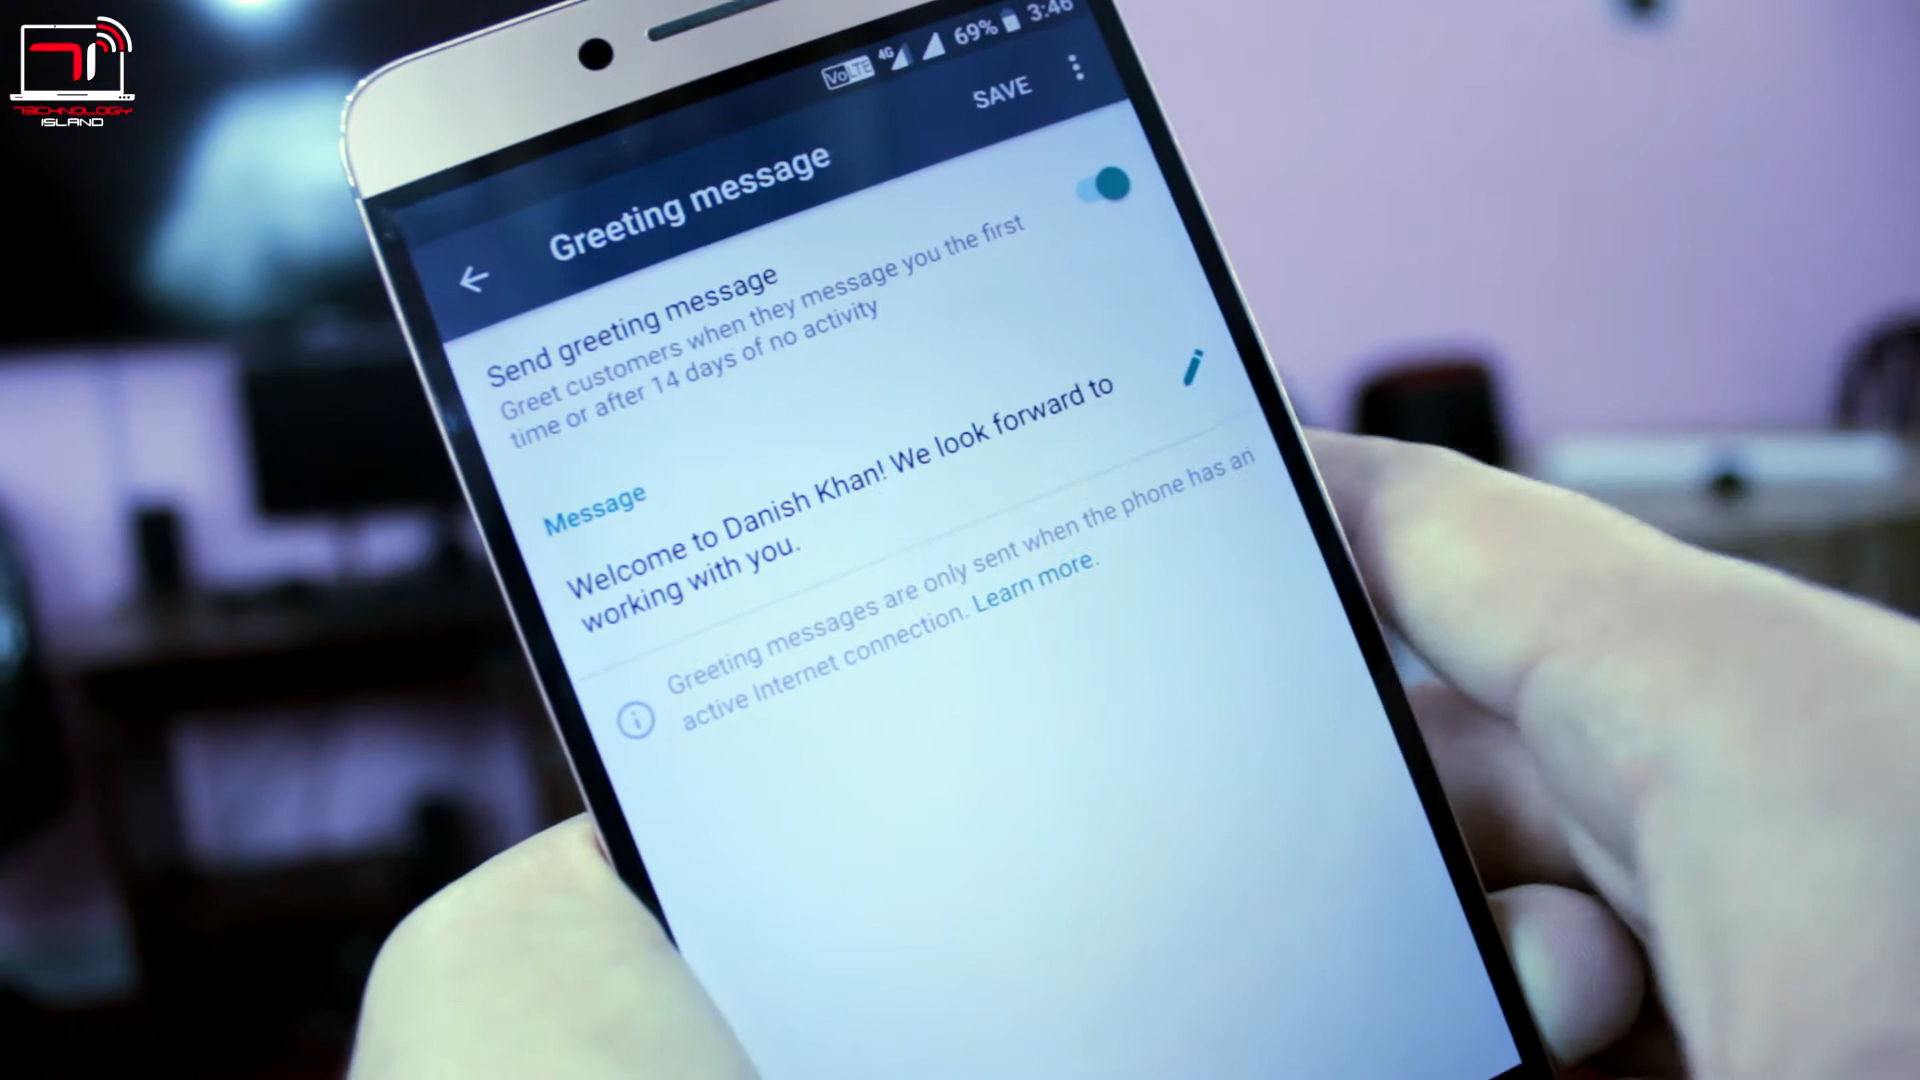 TECHNOLOGY
ISLAND
VoLTE 4G 69% 3:46
SAVE
Greeting message
Send greeting message
Greet customers when they message you the first
time or after 14 days of no activity
Message
Welcome to Danish Khan! We look forward to
working with you.
Greeting messages are only sent when the phone has an
active Internet connection. Learn more.